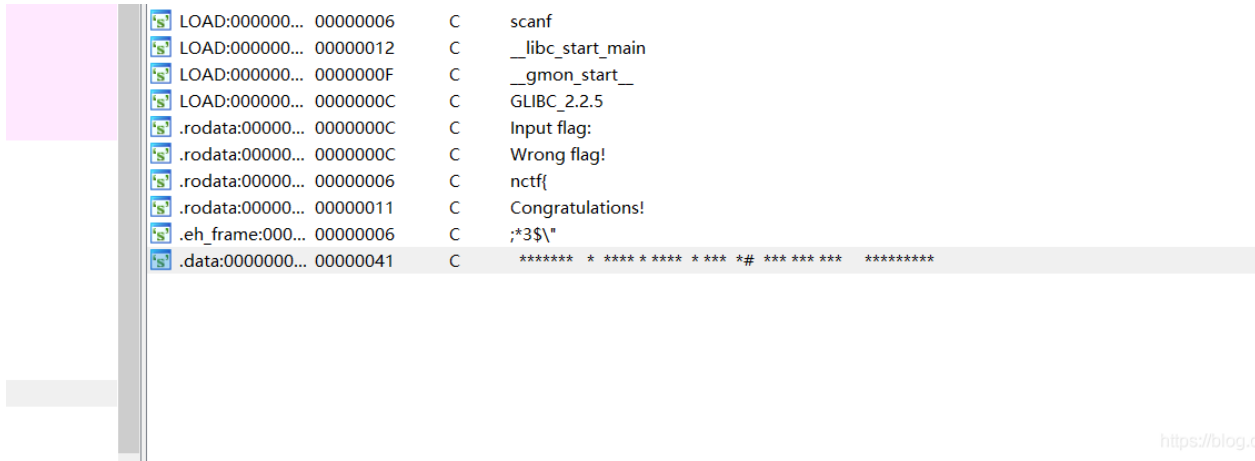 LOAD:000000... 00000006 C scanf
LOAD:000000... 00000012 C __libc_start_main
LOAD:000000... 0000000F C __gmon_start__
LOAD:000000... 0000000C C GLIBC_2.2.5
.rodata:00000... 0000000C C Input flag:
.rodata:00000... 0000000C C Wrong flag!
.rodata:00000... 00000006 C nctf{
.rodata:00000... 00000011 C Congratulations!
.eh_frame:000... 00000006 C ;*3$\"
.data:0000000... 00000041 C   *******   *  **** * ****  * ***  *#  *** *** ***     *********
https://blog.c